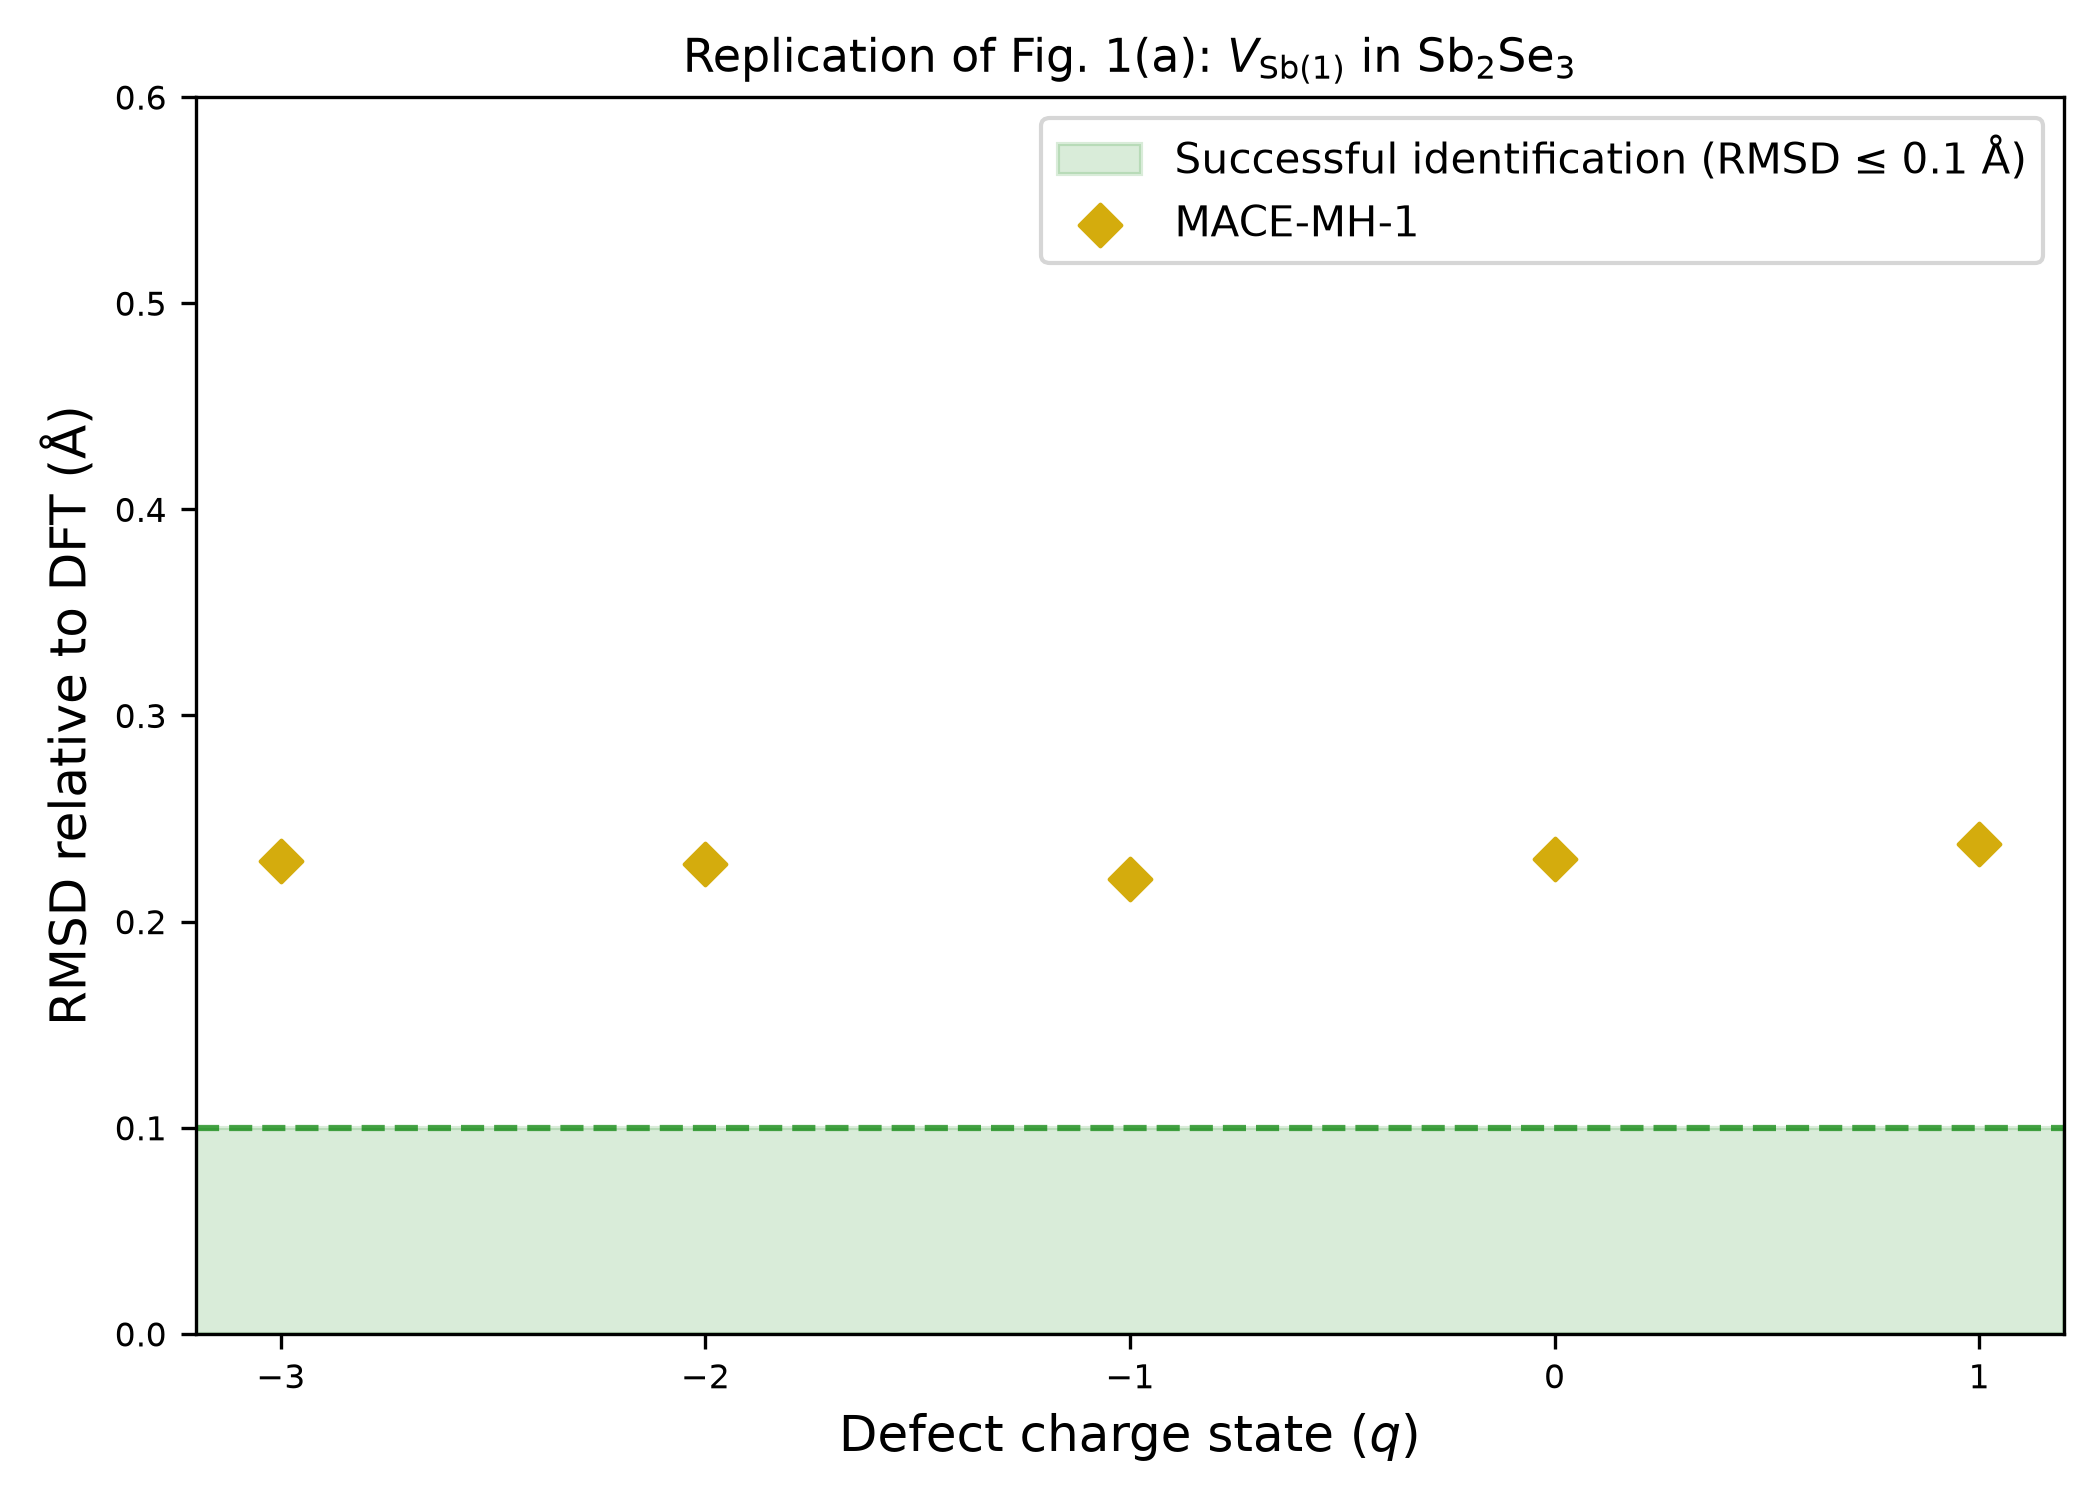 Replication of Fig. 1(a): V_Sb(1) in Sb₂Se₃
Successful identification (RMSD ≤ 0.1 Å)
MACE-MH-1
RMSD relative to DFT (Å)
0.6
0.5
0.4
0.3
0.2
0.1
0.0
−3
−2
−1
0
1
Defect charge state (q)